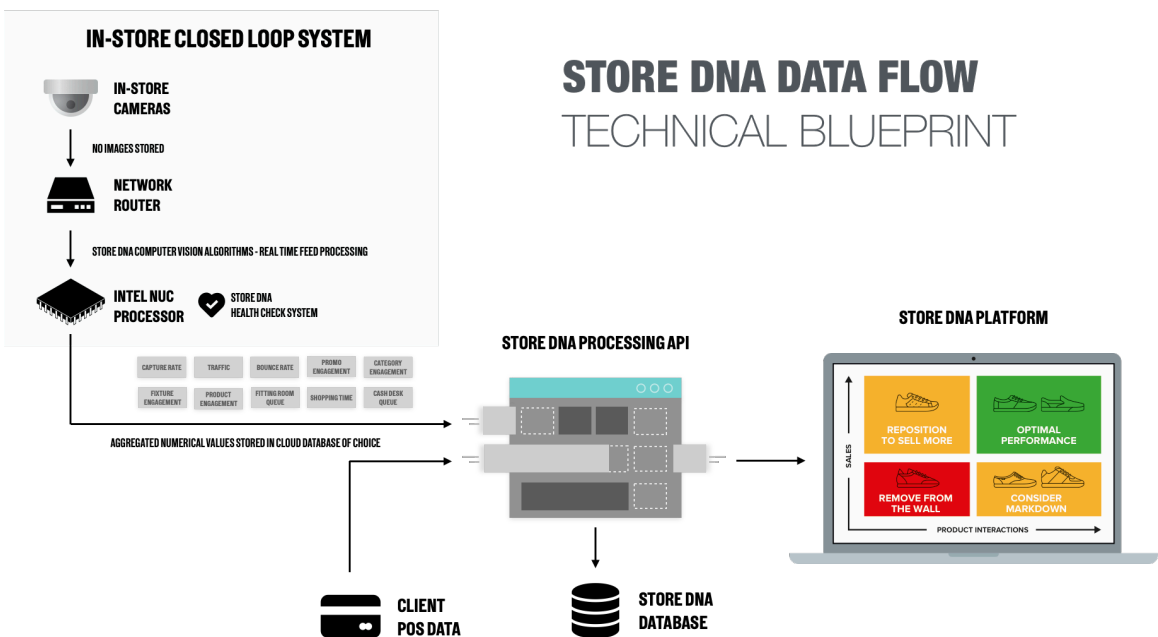 IN-STORE CLOSED LOOP SYSTEM
STORE DNA DATA FLOW
TECHNICAL BLUEPRINT
IN-STORE
CAMERAS
NO IMAGES STORED
NETWORK
ROUTER
STORE DNA COMPUTER VISION ALGORITHMS - REAL TIME FEED PROCESSING
INTEL NUC
PROCESSOR
STORE DNA
HEALTH CHECK SYSTEM
CAPTURE RATE
TRAFFIC
BOUNCE RATE
PROMO
ENGAGEMENT
CATEGORY
ENGAGEMENT
FIXTURE
ENGAGEMENT
PRODUCT
ENGAGEMENT
FITTING ROOM
QUEUE
SHOPPING TIME
CASH DESK
QUEUE
AGGREGATED NUMERICAL VALUES STORED IN CLOUD DATABASE OF CHOICE
STORE DNA PROCESSING API
STORE DNA PLATFORM
SALES
REPOSITION
TO SELL MORE
OPTIMAL
PERFORMANCE
REMOVE FROM
THE WALL
CONSIDER
MARKDOWN
PRODUCT INTERACTIONS
CLIENT
POS DATA
STORE DNA
DATABASE